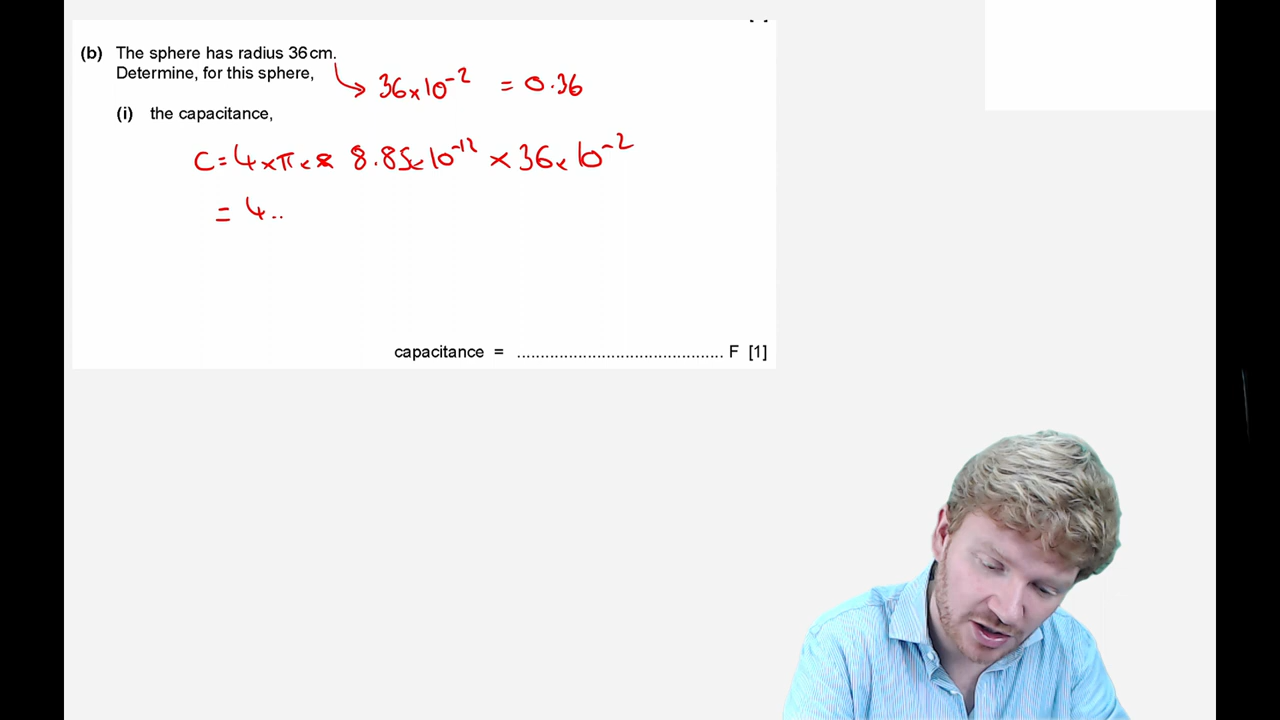 (b) The sphere has radius 36 cm.
Determine, for this sphere,
36×10⁻² = 0.36
(i) the capacitance,
C = 4 × π × 8.85×10⁻¹² × 36×10⁻²
= 4..
capacitance = ............................................ F [1]